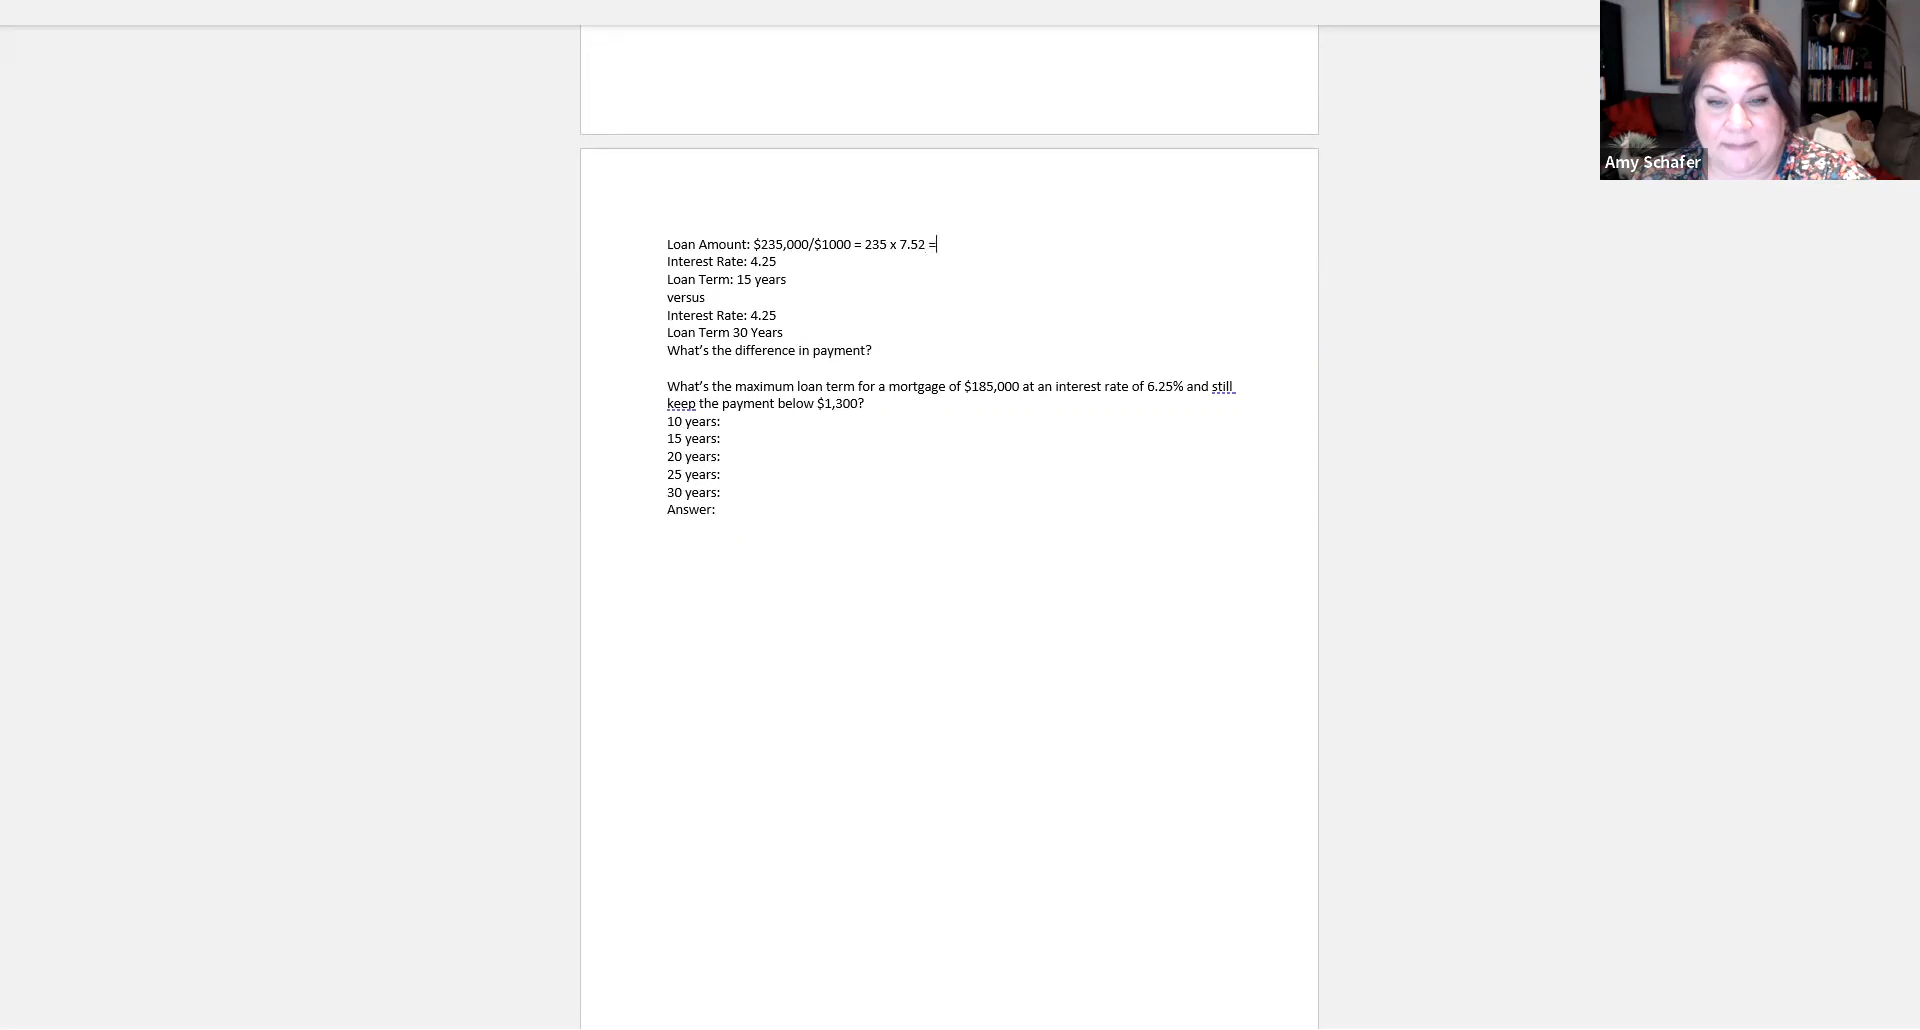 Amy Schafer
Loan Amount: $235,000/$1000 = 235 x 7.52 =
Interest Rate: 4.25
Loan Term: 15 years
versus
Interest Rate: 4.25
Loan Term 30 Years
What’s the difference in payment?
What’s the maximum loan term for a mortgage of $185,000 at an interest rate of 6.25% and still
keep the payment below $1,300?
10 years:
15 years:
20 years:
25 years:
30 years:
Answer: